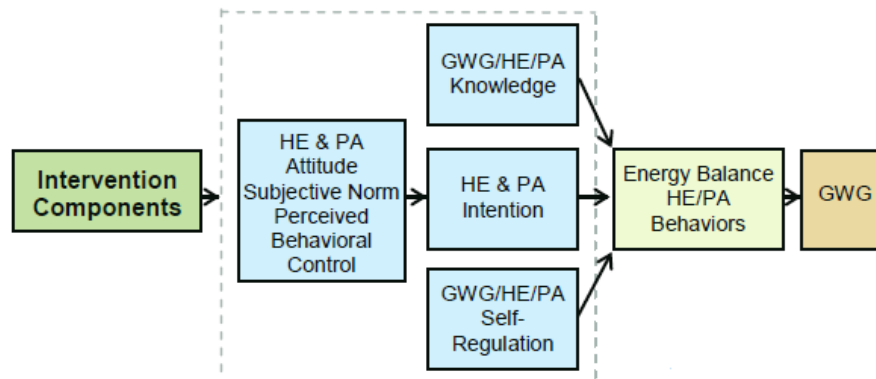 Intervention
Components
HE & PA
Attitude
Subjective Norm
Perceived
Behavioral
Control
GWG/HE/PA
Knowledge
HE & PA
Intention
GWG/HE/PA
Self-
Regulation
Energy Balance
HE/PA
Behaviors
GWG